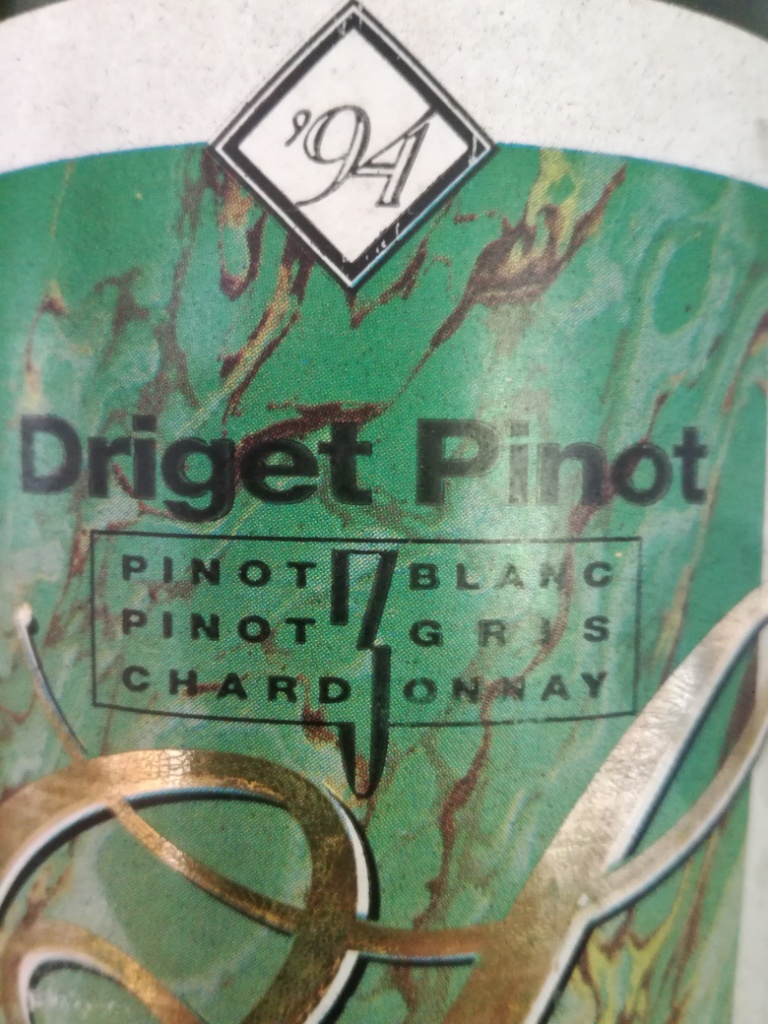 '94
Driget Pinot
PINOT BLANC
PINOT GRIS
CHARDONNAY